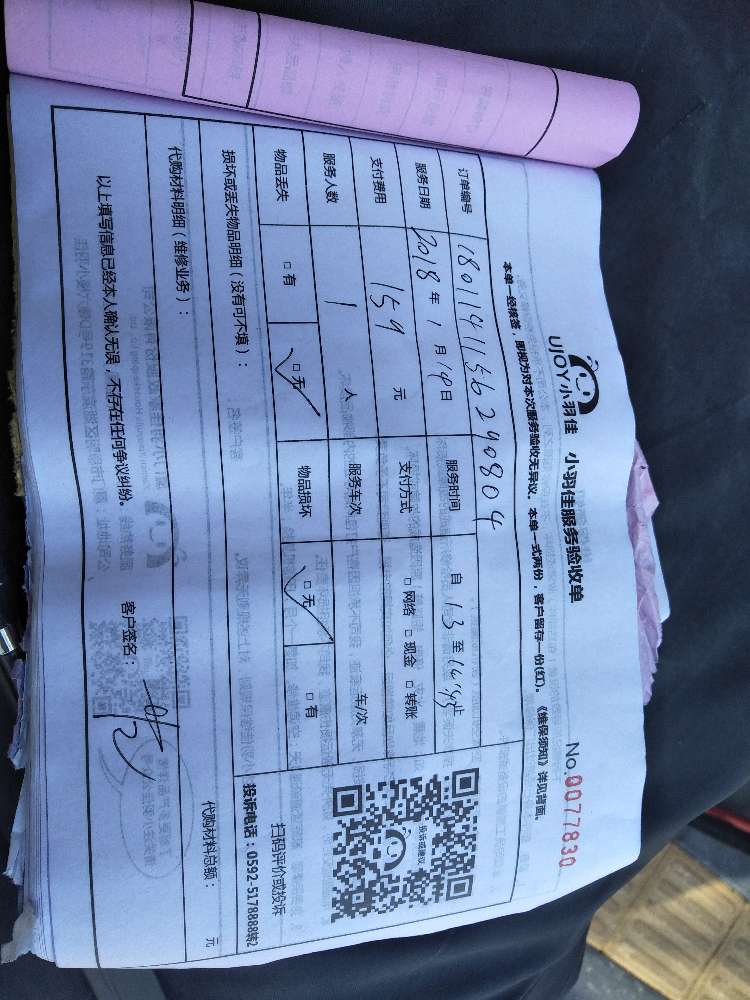 UJOY小羽佳 小羽佳服务验收单
No.0077830
本单一经核签，即视为对本次服务验收无异议。本单一式两份，客户留存一份(红)。《维保须知》详见背面。
订单编号 1801141156290804
服务日期 2018 年 1 月 19 日 服务时间 自 13 至
支付费用 159 元 支付方式 □ 网络 □ 现金 □ 转账
服务人数 1 人 服务车次 车/次
物品丢失 □ 有 □ 无 物品损坏 □ 无 □ 有
投诉或建议
扫码评价或投诉
投诉电话：0592-5178888转2
损坏或丢失物品明细（没有可不填）：
代购材料明细（维修业务）：
代购材料总额： 元
以上填写信息已经本人确认无误，不存在任何争议纠纷。
客户签名：